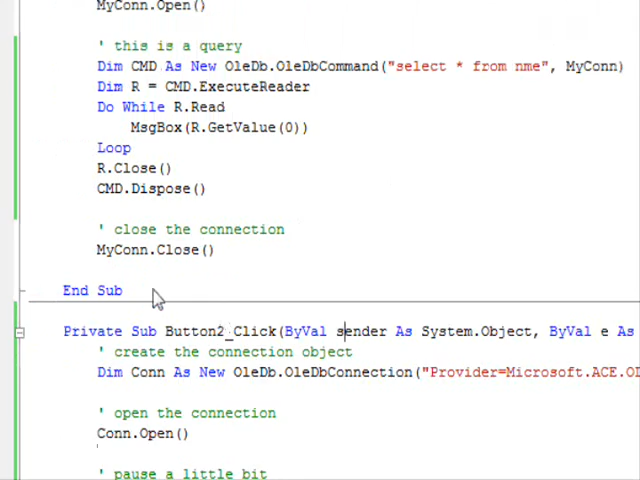 MyConn.Open()
' this is a query
Dim CMD As New OleDb.OleDbCommand("select * from nme", MyConn)
Dim R = CMD.ExecuteReader
Do While R.Read
MsgBox(R.GetValue(0))
Loop
R.Close()
CMD.Dispose()
' close the connection
MyConn.Close()
End Sub
Private Sub Button2_Click(ByVal sender As System.Object, ByVal e As
' create the connection object
Dim Conn As New OleDb.OleDbConnection("Provider=Microsoft.ACE.OL
' open the connection
Conn.Open()
' pause a little bit